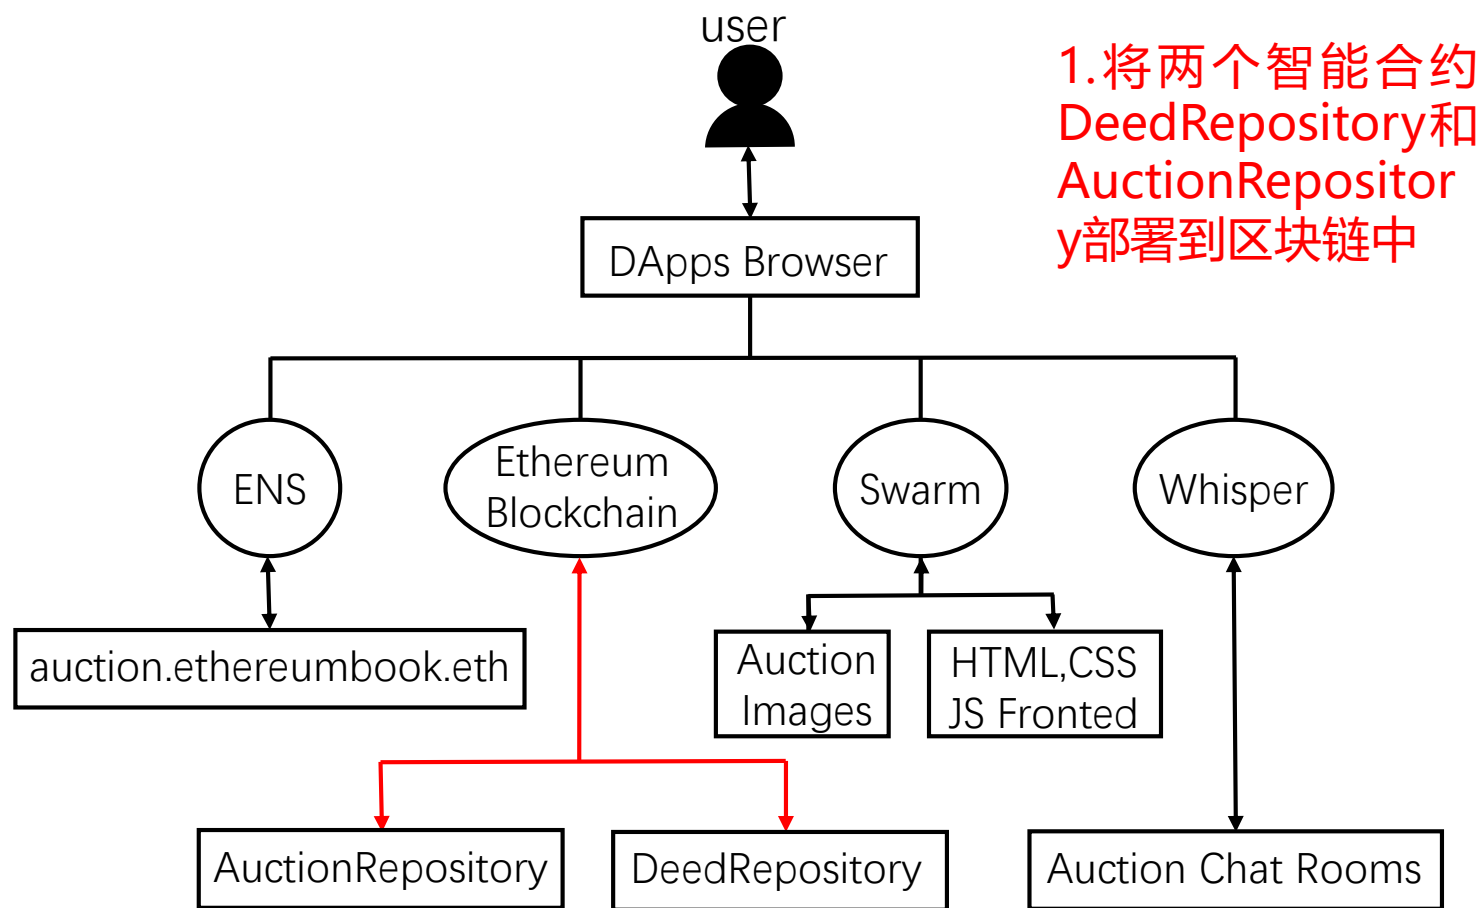 user
1.将两个智能合约
DeedRepository和
AuctionRepositor
y部署到区块链中
DApps Browser
ENS
Ethereum
Blockchain
Swarm
Whisper
auction.ethereumbook.eth
Auction
Images
HTML,CSS
JS Fronted
AuctionRepository
DeedRepository
Auction Chat Rooms